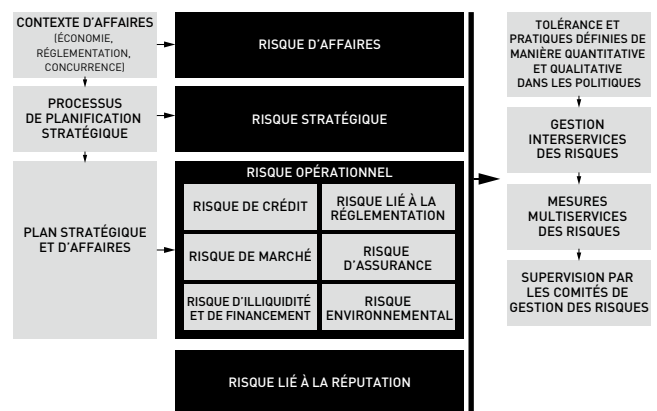 CONTEXTE D'AFFAIRES
(ÉCONOMIE,
RÉGLEMENTATION,
CONCURRENCE)
PROCESSUS
DE PLANIFICATION
STRATÉGIQUE
PLAN STRATÉGIQUE
ET D'AFFAIRES
RISQUE D'AFFAIRES
RISQUE STRATÉGIQUE
RISQUE OPÉRATIONNEL
RISQUE DE CRÉDIT
RISQUE LIÉ À LA
RÉGLEMENTATION
RISQUE DE MARCHÉ
RISQUE
D'ASSURANCE
RISQUE D'ILLIQUIDITÉ
ET DE FINANCEMENT
RISQUE
ENVIRONNEMENTAL
RISQUE LIÉ À LA RÉPUTATION
TOLÉRANCE ET
PRATIQUES DÉFINIES DE
MANIÈRE QUANTITATIVE
ET QUALITATIVE
DANS LES POLITIQUES
GESTION
INTERSERVICES
DES RISQUES
MESURES
MULTISERVICES
DES RISQUES
SUPERVISION PAR
LES COMITÉS DE
GESTION DES RISQUES